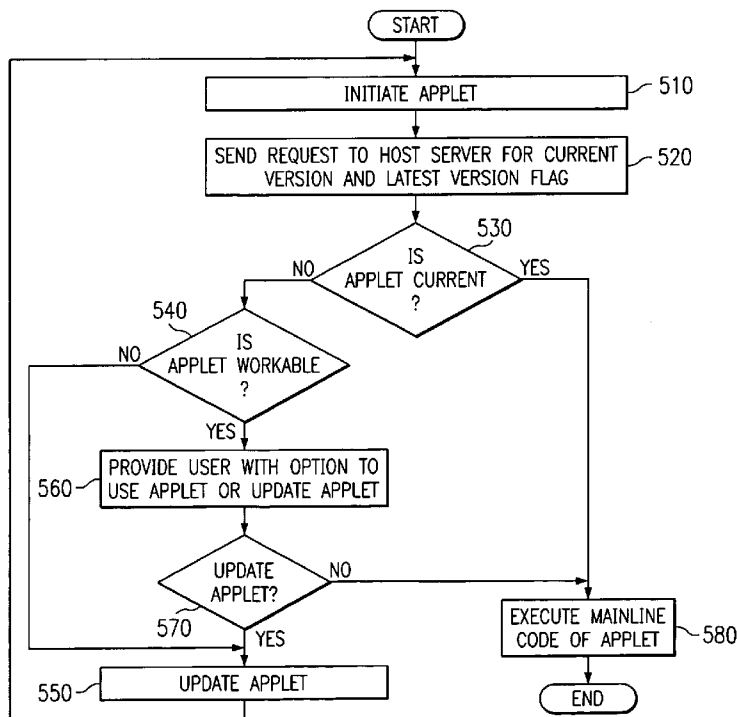 START
INITIATE APPLET
510
SEND REQUEST TO HOST SERVER FOR CURRENT
VERSION AND LATEST VERSION FLAG
520
530
IS
APPLET CURRENT
?
NO
YES
540
IS
APPLET WORKABLE
?
NO
YES
PROVIDE USER WITH OPTION TO
USE APPLET OR UPDATE APPLET
560
UPDATE
APPLET?
NO
570
YES
EXECUTE MAINLINE
CODE OF APPLET
580
550
UPDATE APPLET
END